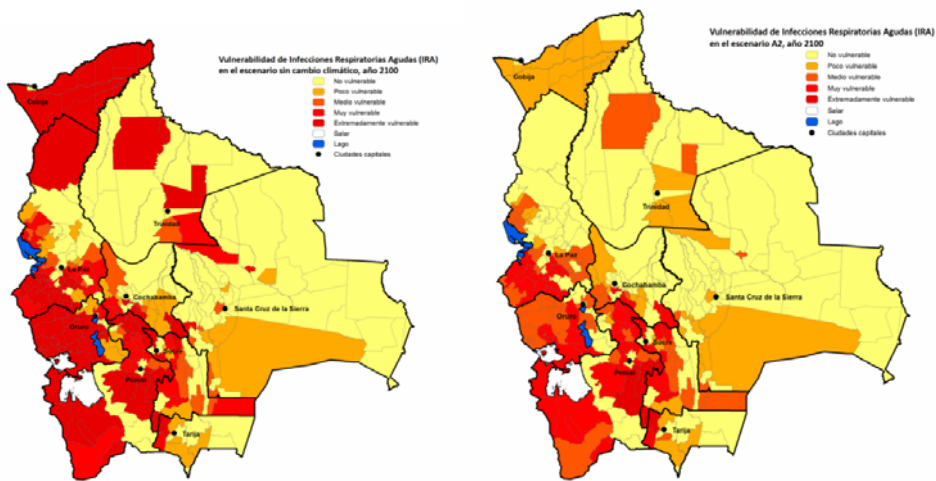 Vulnerabilidad de Infecciones Respiratorias Agudas (IRA)
en el escenario sin cambio climático, año 2100
No vulnerable
Poco vulnerable
Medio vulnerable
Muy vulnerable
Extremadamente vulnerable
Salar
Lago
Ciudades capitales
Cobija
Trinidad
La Paz
Cochabamba
Santa Cruz de la Sierra
Oruro
Sucre
Potosí
Tarija
Vulnerabilidad de Infecciones Respiratorias Agudas (IRA)
en el escenario A2, año 2100
No vulnerable
Poco vulnerable
Medio vulnerable
Muy vulnerable
Extremadamente vulnerable
Salar
Lago
Ciudades capitales
Cobija
Trinidad
La Paz
Cochabamba
Santa Cruz de la Sierra
Oruro
Sucre
Potosí
Tarija